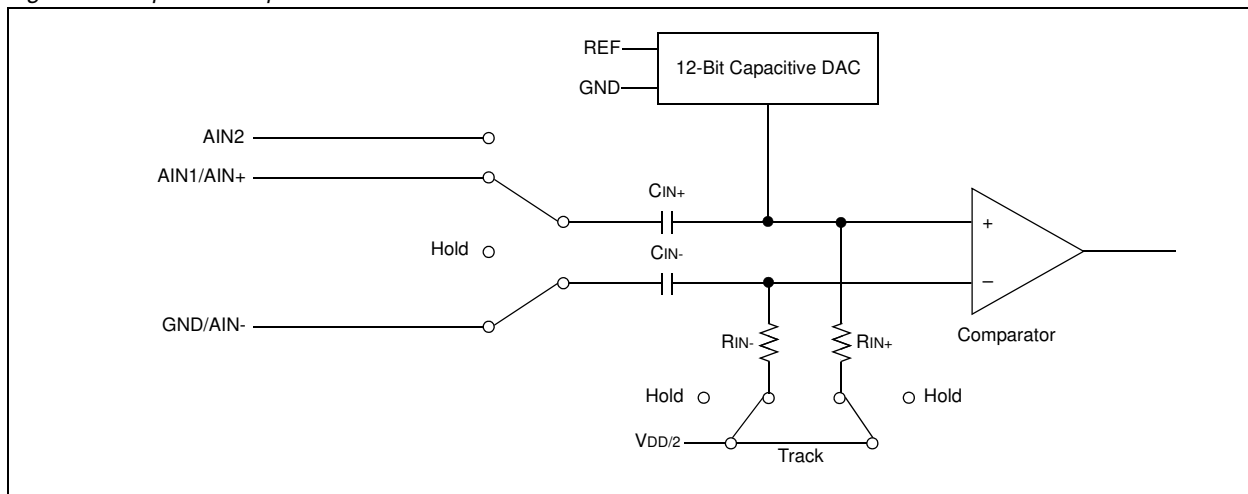 REF
12-Bit Capacitive DAC
GND
AIN2
AIN1/AIN+
CIN+
Hold
CIN-
+
–
GND/AIN-
Comparator
RIN-
RIN+
Hold
Hold
VDD/2
Track